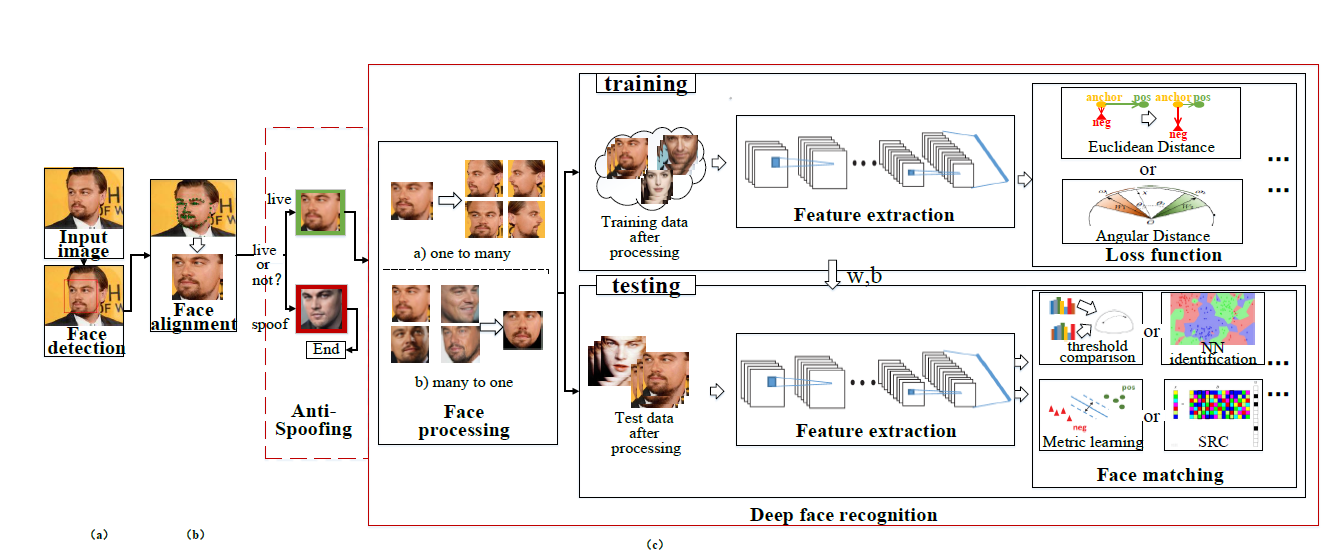 Input
image
Face
detection
Face
alignment
live
live
or
not?
spoof
End
Anti-
Spoofing
a) one to many
b) many to one
Face
processing
training
Training data
after
processing
Feature extraction
anchor pos anchor pos
neg
neg
Euclidean Distance
or
Angular Distance
Loss function
...
...
w,b
testing
Test data
after
processing
Feature extraction
threshold
comparison
or
NN
identification
...
Metric learning
pos
neg
or
SRC
...
Face matching
Deep face recognition
(a)
(b)
(c)